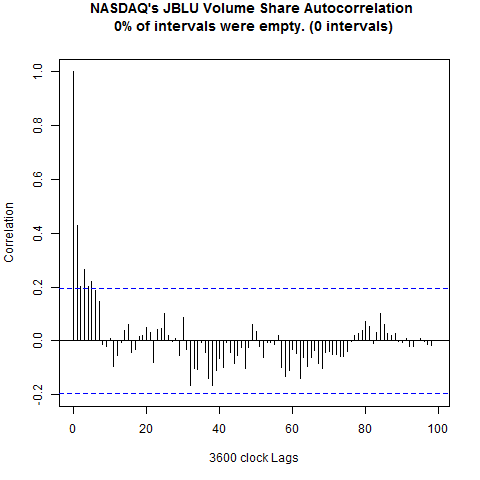 NASDAQ's JBLU Volume Share Autocorrelation
0% of intervals were empty. (0 intervals)
Correlation
1.0
0.8
0.6
0.4
0.2
0.0
-0.2
0 20 40 60 80 100
3600 clock Lags